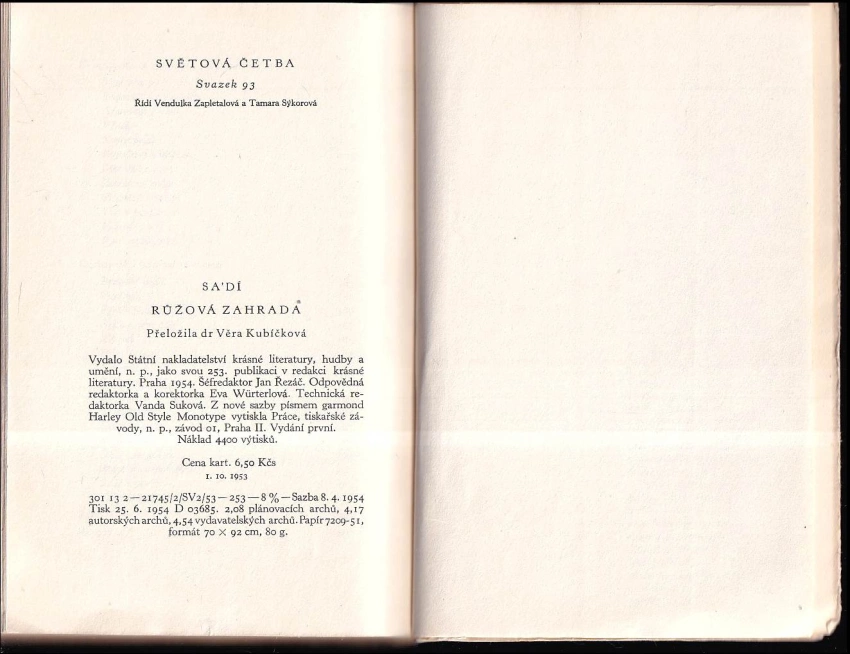 SVĚTOVÁ ČETBA
Svazek 93
Řídí Vendulka Zapletalová a Tamara Sýkorová
SA'DÍ
RŮŽOVÁ ZAHRADA
Přeložila dr Věra Kubíčková
Vydalo Státní nakladatelství krásné literatury, hudby a
umění, n. p., jako svou 253. publikaci v redakci krásné
literatury. Praha 1954. Šéfredaktor Jan Řezáč. Odpovědná
redaktorka a korektorka Eva Würterlová. Technická re-
daktorka Vanda Suková. Z nové sazby písmem garmond
Harley Old Style Monotype vytiskla Práce, tiskařské zá-
vody, n. p., závod 01, Praha II. Vydání první.
Náklad 4400 výtisků.
Cena kart. 6,50 Kčs
1. 10. 1953
301 13 2 — 21745/2/SV2/53 — 253 — 8 % — Sazba 8. 4. 1954
Tisk 25. 6. 1954 D 03685. 2,08 plánovacích archů, 4,17
autorských archů, 4,54 vydavatelských archů. Papír 7209-51,
formát 70 × 92 cm, 80 g.